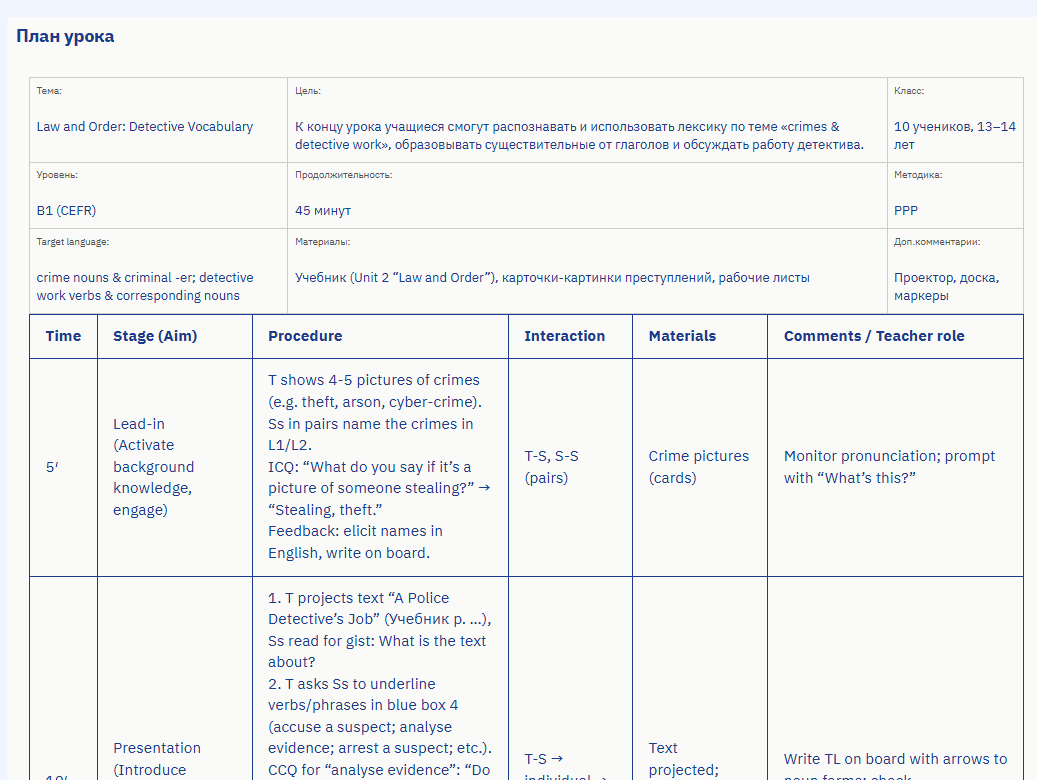 План урока
Тема:
Цель:
Класс:
Law and Order: Detective Vocabulary
К концу урока учащиеся смогут распознавать и использовать лексику по теме «crimes &
detective work», образовывать существительные от глаголов и обсуждать работу детектива.
10 учеников, 13–14
лет
Уровень:
Продолжительность:
Методика:
B1 (CEFR)
45 минут
PPP
Target language:
Материалы:
Доп.комментарии:
crime nouns & criminal -er; detective
work verbs & corresponding nouns
Учебник (Unit 2 “Law and Order”), карточки-картинки преступлений, рабочие листы
Проектор, доска,
маркеры
Time
Stage (Aim)
Procedure
Interaction
Materials
Comments / Teacher role
5′
Lead-in
(Activate
background
knowledge,
engage)
T shows 4-5 pictures of crimes
(e.g. theft, arson, cyber-crime).
Ss in pairs name the crimes in
L1/L2.
ICQ: “What do you say if it’s a
picture of someone stealing?” →
“Stealing, theft.”
Feedback: elicit names in
English, write on board.
T-S, S-S
(pairs)
Crime pictures
(cards)
Monitor pronunciation; prompt
with “What’s this?”
10′
Presentation
(Introduce
1. T projects text “A Police
Detective’s Job” (Учебник p. …),
Ss read for gist: What is the text
about?
2. T asks Ss to underline
verbs/phrases in blue box 4
(accuse a suspect; analyse
evidence; arrest a suspect; etc.).
CCQ for “analyse evidence”: “Do
T-S →
individual →
Text
projected;
Write TL on board with arrows to
noun forms; check